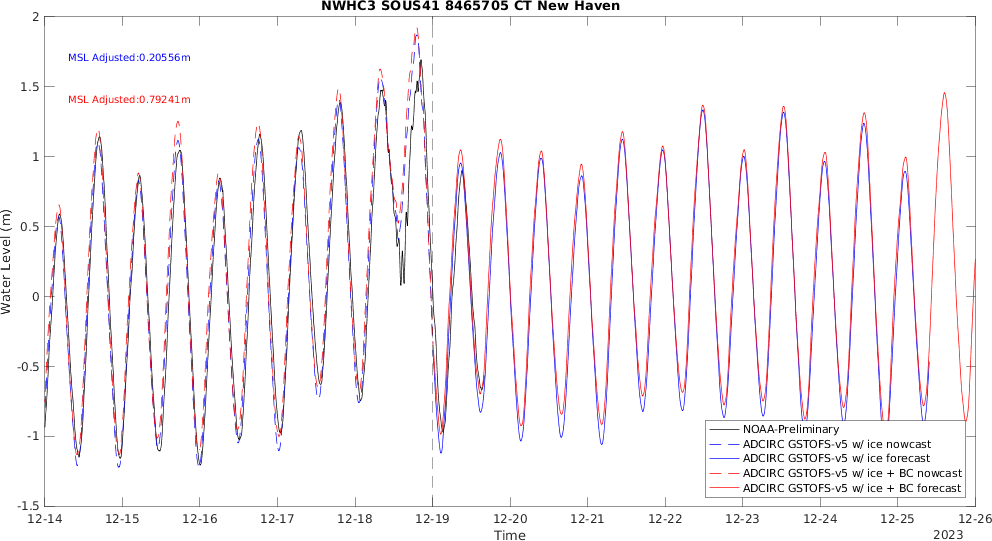 NWHC3 SOUS41 8465705 CT New Haven
MSL Adjusted:0.20556m
MSL Adjusted:0.79241m
Water Level (m)
2
1.5
1
0.5
0
-0.5
-1
-1.5
NOAA-Preliminary
ADCIRC GSTOFS-v5 w/ ice nowcast
ADCIRC GSTOFS-v5 w/ ice forecast
ADCIRC GSTOFS-v5 w/ ice + BC nowcast
ADCIRC GSTOFS-v5 w/ ice + BC forecast
12-14 12-15 12-16 12-17 12-18 12-19 12-20 12-21 12-22 12-23 12-24 12-25 12-26
Time
2023